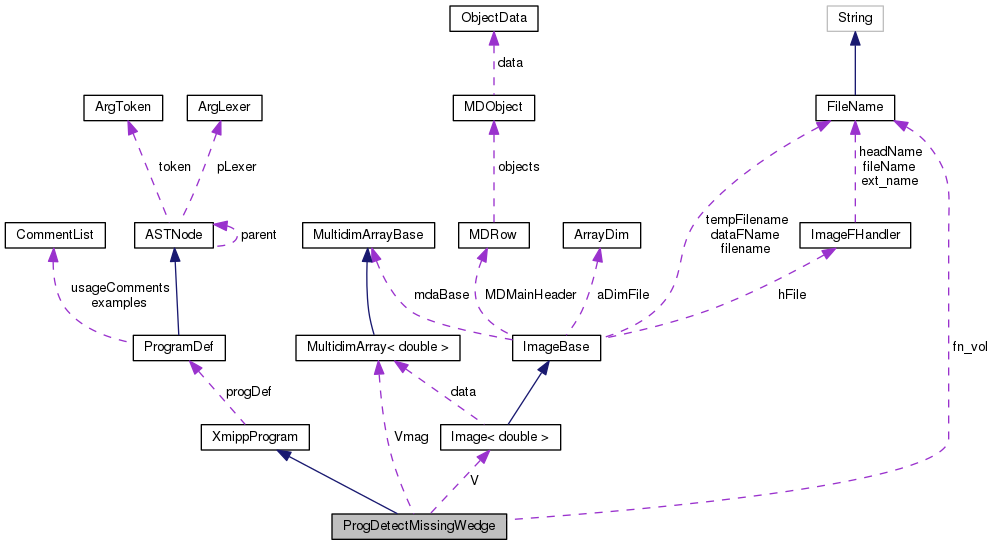 ObjectData
String
data
ArgToken
ArgLexer
MDObject
FileName
token
pLexer
objects
headName
fileName
ext_name
CommentList
ASTNode
parent
MultidimArrayBase
MDRow
ArrayDim
tempFilename
dataFName
filename
ImageFHandler
usageComments
examples
mdaBase
MDMainHeader
aDimFile
hFile
ProgramDef
MultidimArray< double >
ImageBase
fn_vol
progDef
data
XmippProgram
Vmag
Image< double >
V
ProgDetectMissingWedge